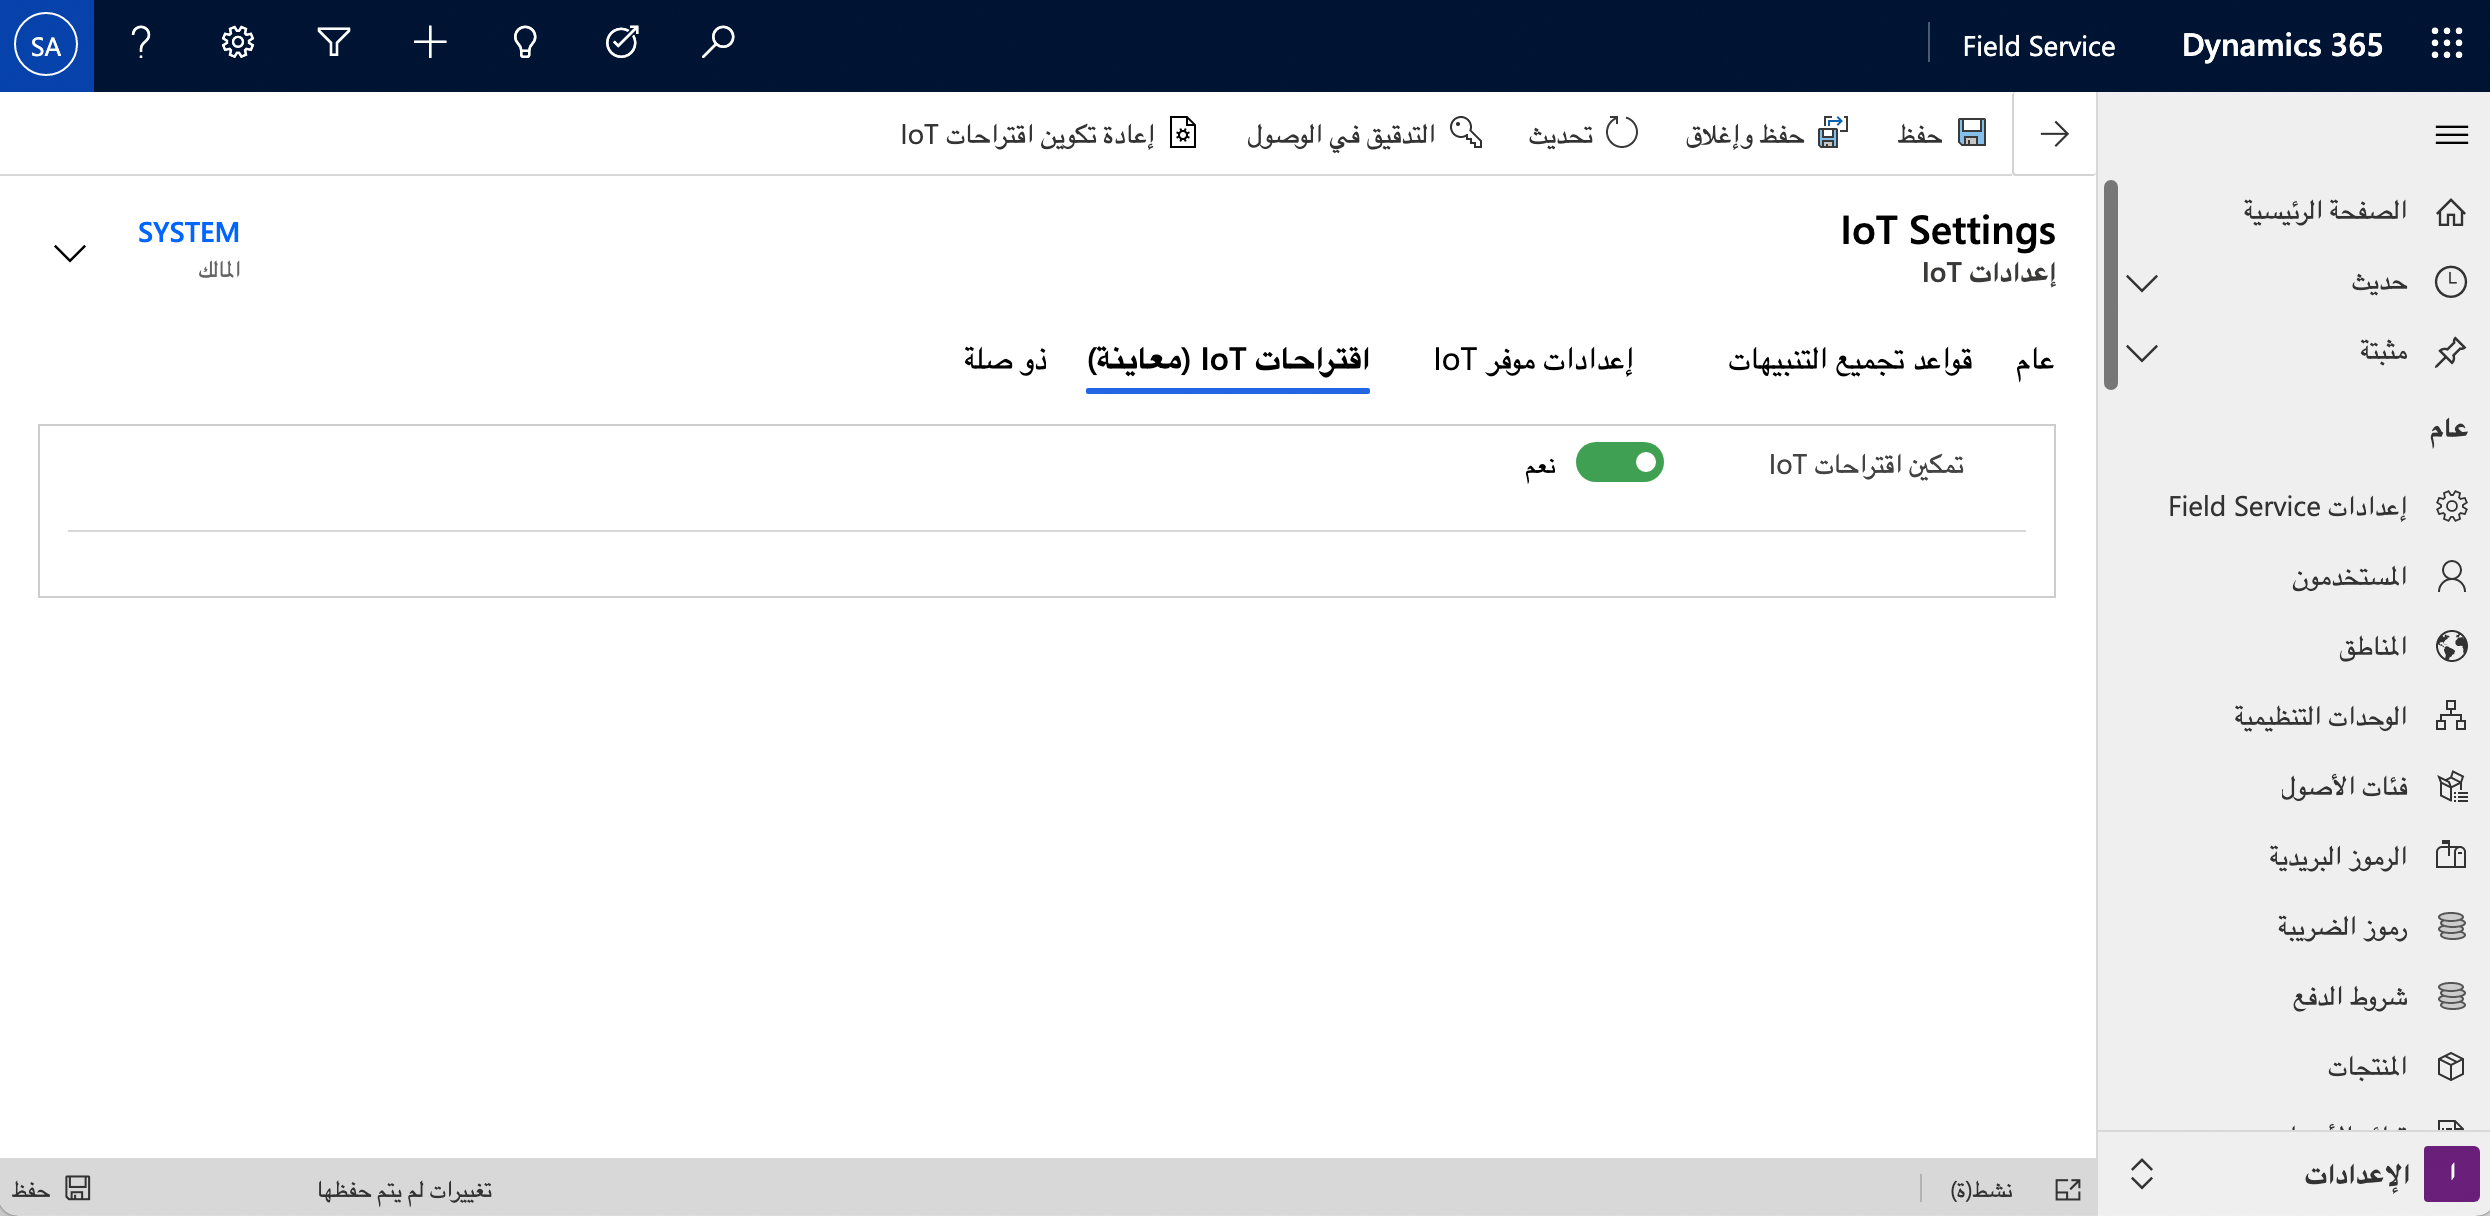 Dynamics 365
Field Service
SA
حفظ
حفظ وإغلاق
تحديث
التدقيق في الوصول
إعادة تكوين اقتراحات IoT
الصفحة الرئيسية
حديث
مثبتة
عام
إعدادات Field Service
المستخدمون
المناطق
الوحدات التنظيمية
فئات الأصول
الرموز البريدية
رموز الضريبة
شروط الدفع
المنتجات
ا
الإعدادات
IoT Settings
إعدادات IoT
SYSTEM
المالك
عام
قواعد تجميع التنبيهات
إعدادات موفر IoT
اقتراحات IoT (معاينة)
ذو صلة
تمكين اقتراحات IoT
نعم
نشط(ة)
تغييرات لم يتم حفظها
حفظ